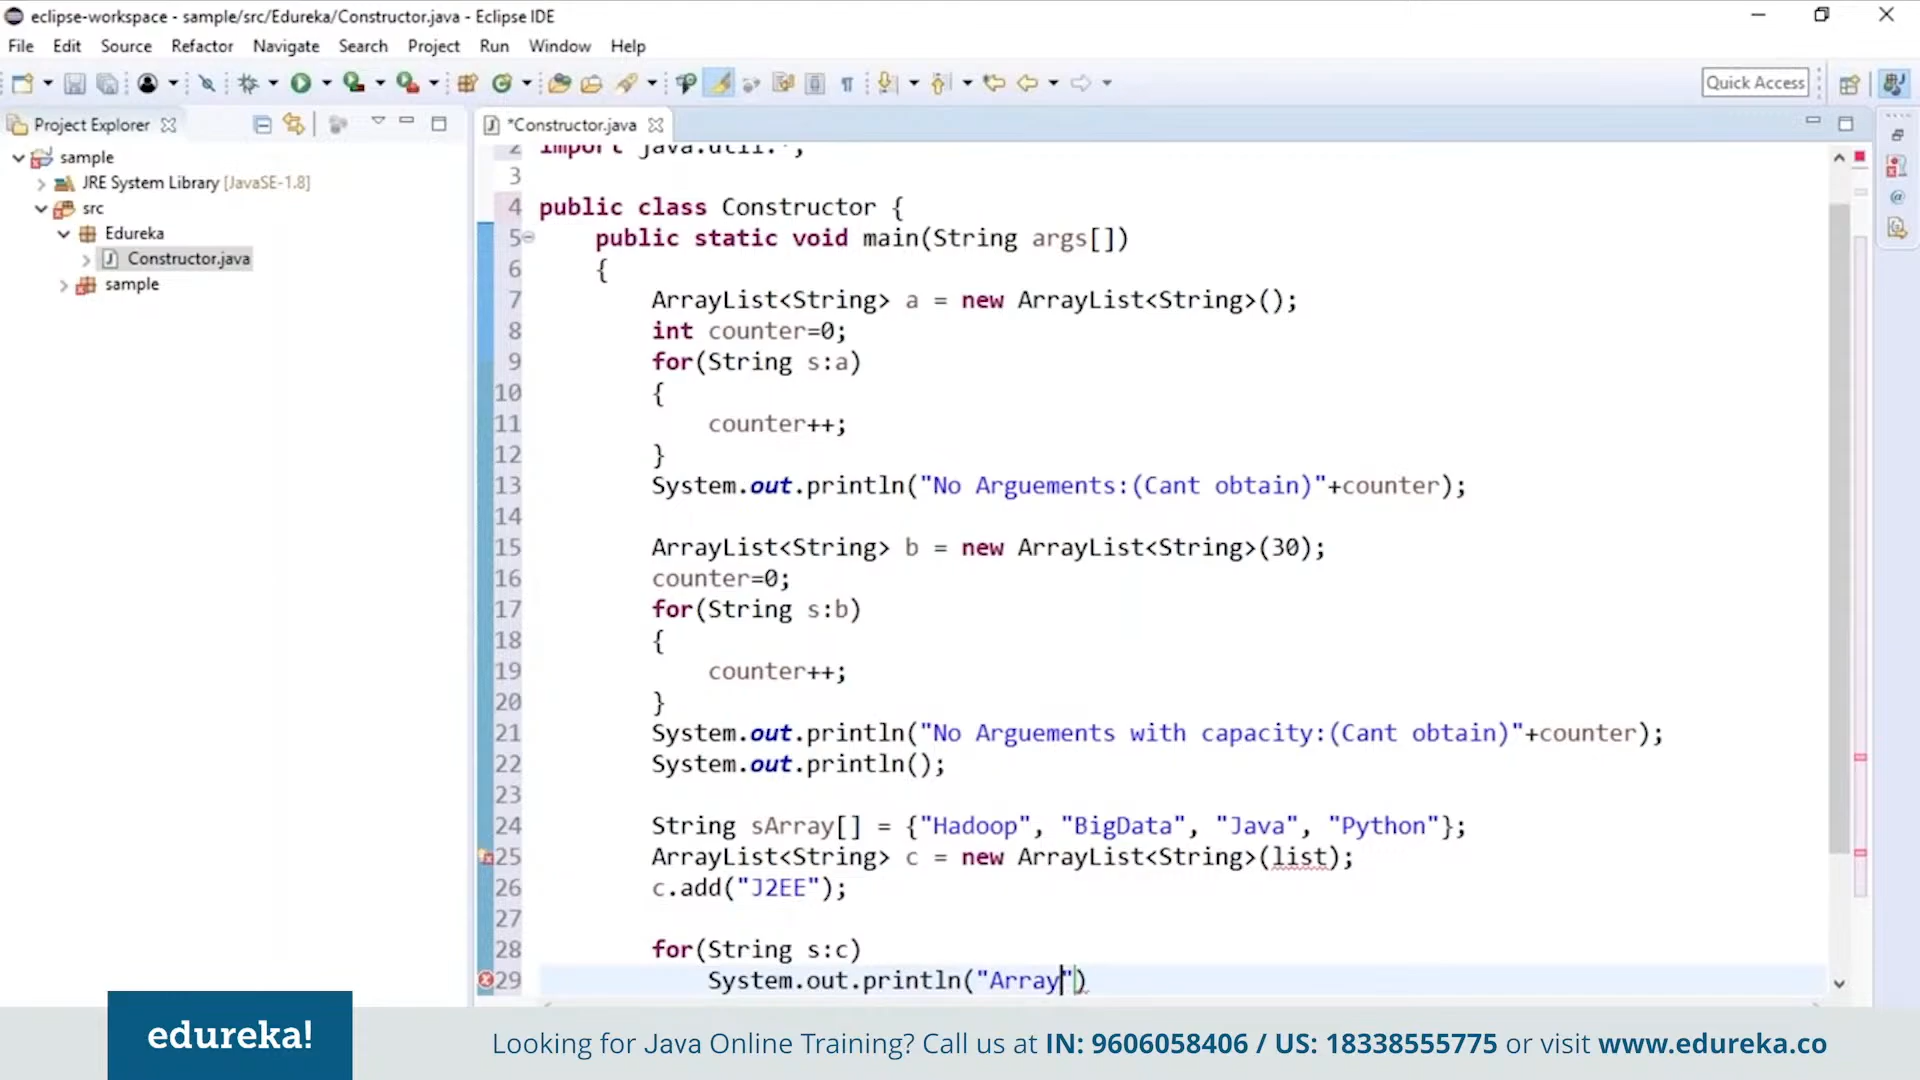 eclipse-workspace - sample/src/Edureka/Constructor.java - Eclipse IDE
File Edit Source Refactor Navigate Search Project Run Window Help
Quick Access
Project Explorer
*Constructor.java
sample
JRE System Library [JavaSE-1.8]
src
Edureka
Constructor.java
sample
2 import java.util.*;
3
4 public class Constructor {
5 public static void main(String args[])
6 {
7 ArrayList<String> a = new ArrayList<String>();
8 int counter=0;
9 for(String s:a)
10 {
11 counter++;
12 }
13 System.out.println("No Arguements:(Cant obtain)"+counter);
14
15 ArrayList<String> b = new ArrayList<String>(30);
16 counter=0;
17 for(String s:b)
18 {
19 counter++;
20 }
21 System.out.println("No Arguements with capacity:(Cant obtain)"+counter);
22 System.out.println();
23
24 String sArray[] = {"Hadoop", "BigData", "Java", "Python"};
25 ArrayList<String> c = new ArrayList<String>(list);
26 c.add("J2EE");
27
28 for(String s:c)
29 System.out.println("Array")
edureka!
Looking for Java Online Training? Call us at IN: 9606058406 / US: 18338555775 or visit www.edureka.co